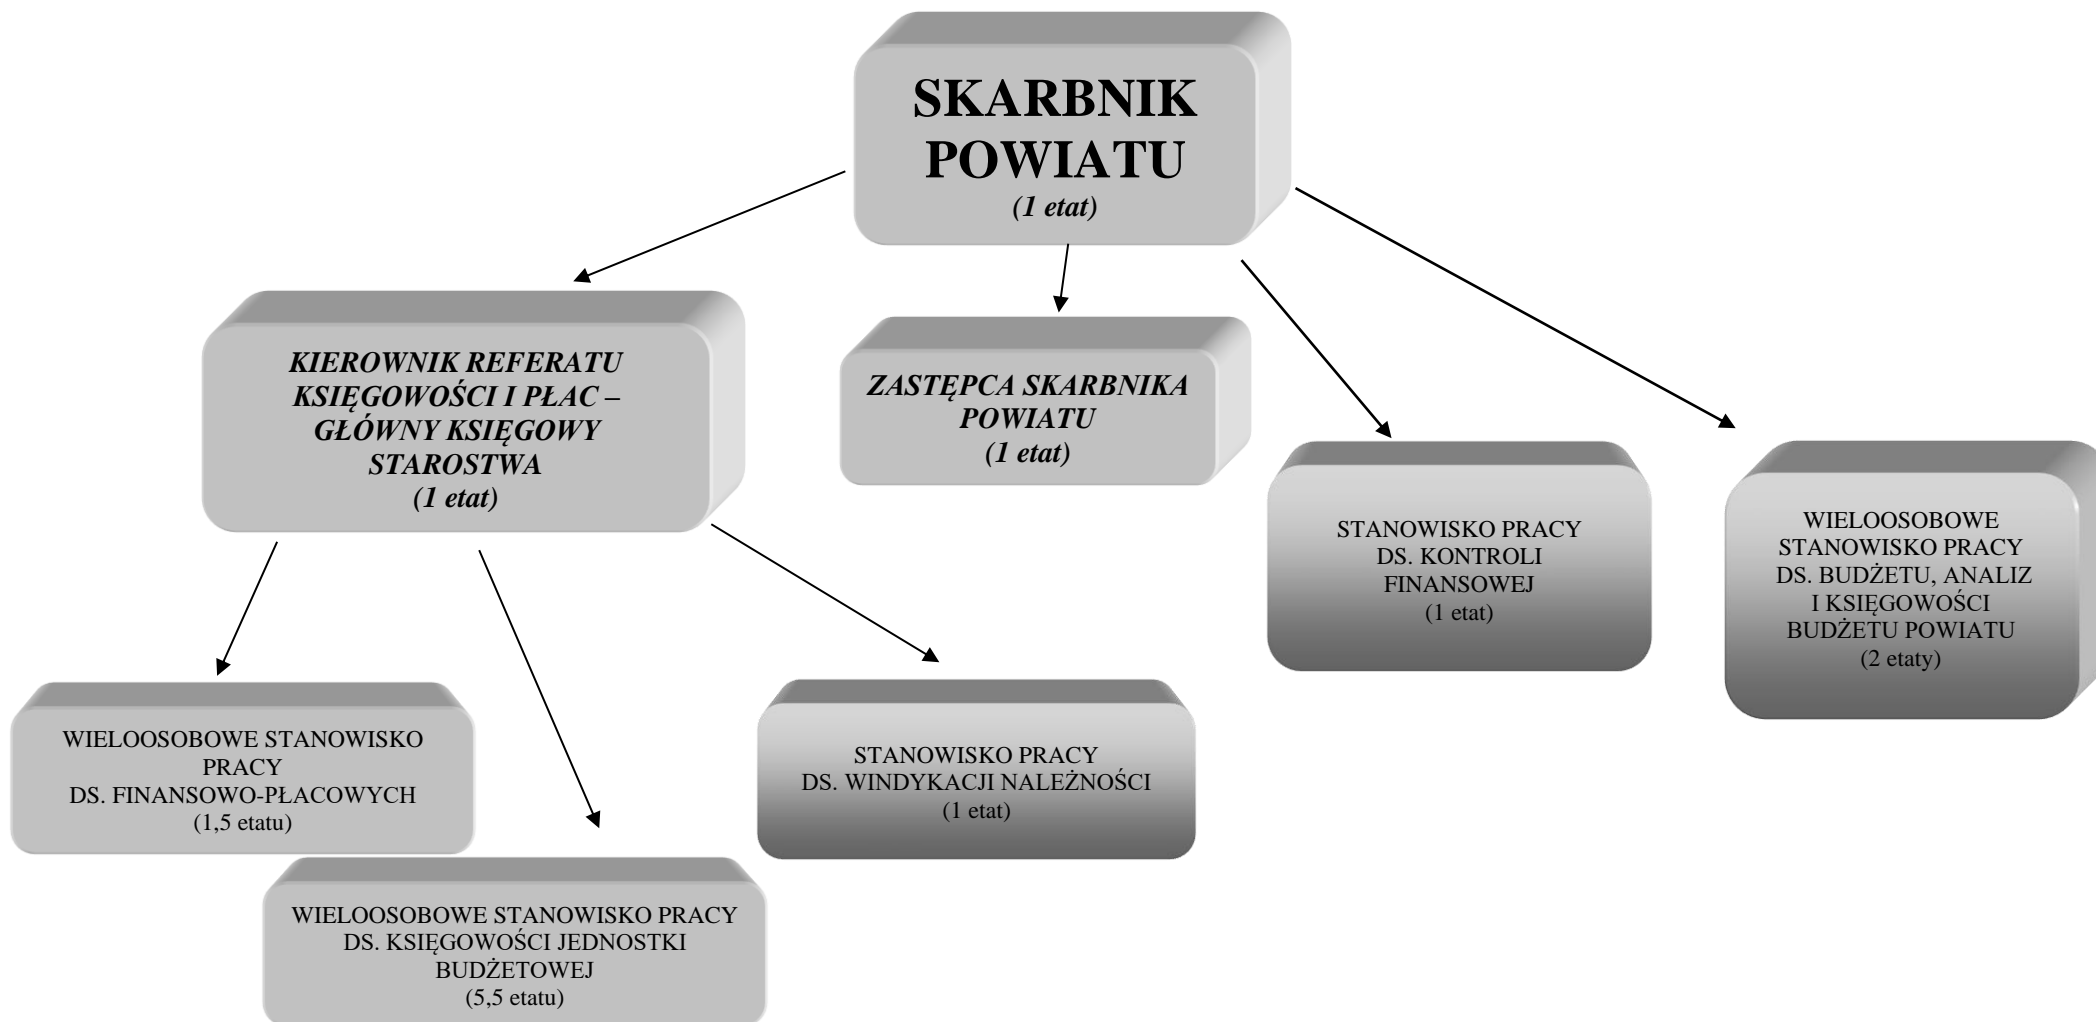 SKARBNIK
POWIATU
(1 etat)
KIEROWNIK REFERATU
KSIĘGOWOŚCI I PŁAC –
GŁÓWNY KSIĘGOWY
STAROSTWA
(1 etat)
ZASTĘPCA SKARBNIKA
POWIATU
(1 etat)
STANOWISKO PRACY
DS. KONTROLI
FINANSOWEJ
(1 etat)
WIELOOSOBOWE
STANOWISKO PRACY
DS. BUDŻETU, ANALIZ
I KSIĘGOWOŚCI
BUDŻETU POWIATU
(2 etaty)
WIELOOSOBOWE STANOWISKO
PRACY
DS. FINANSOWO-PŁACOWYCH
(1,5 etatu)
STANOWISKO PRACY
DS. WINDYKACJI NALEŻNOŚCI
(1 etat)
WIELOOSOBOWE STANOWISKO PRACY
DS. KSIĘGOWOŚCI JEDNOSTKI
BUDŻETOWEJ
(5,5 etatu)